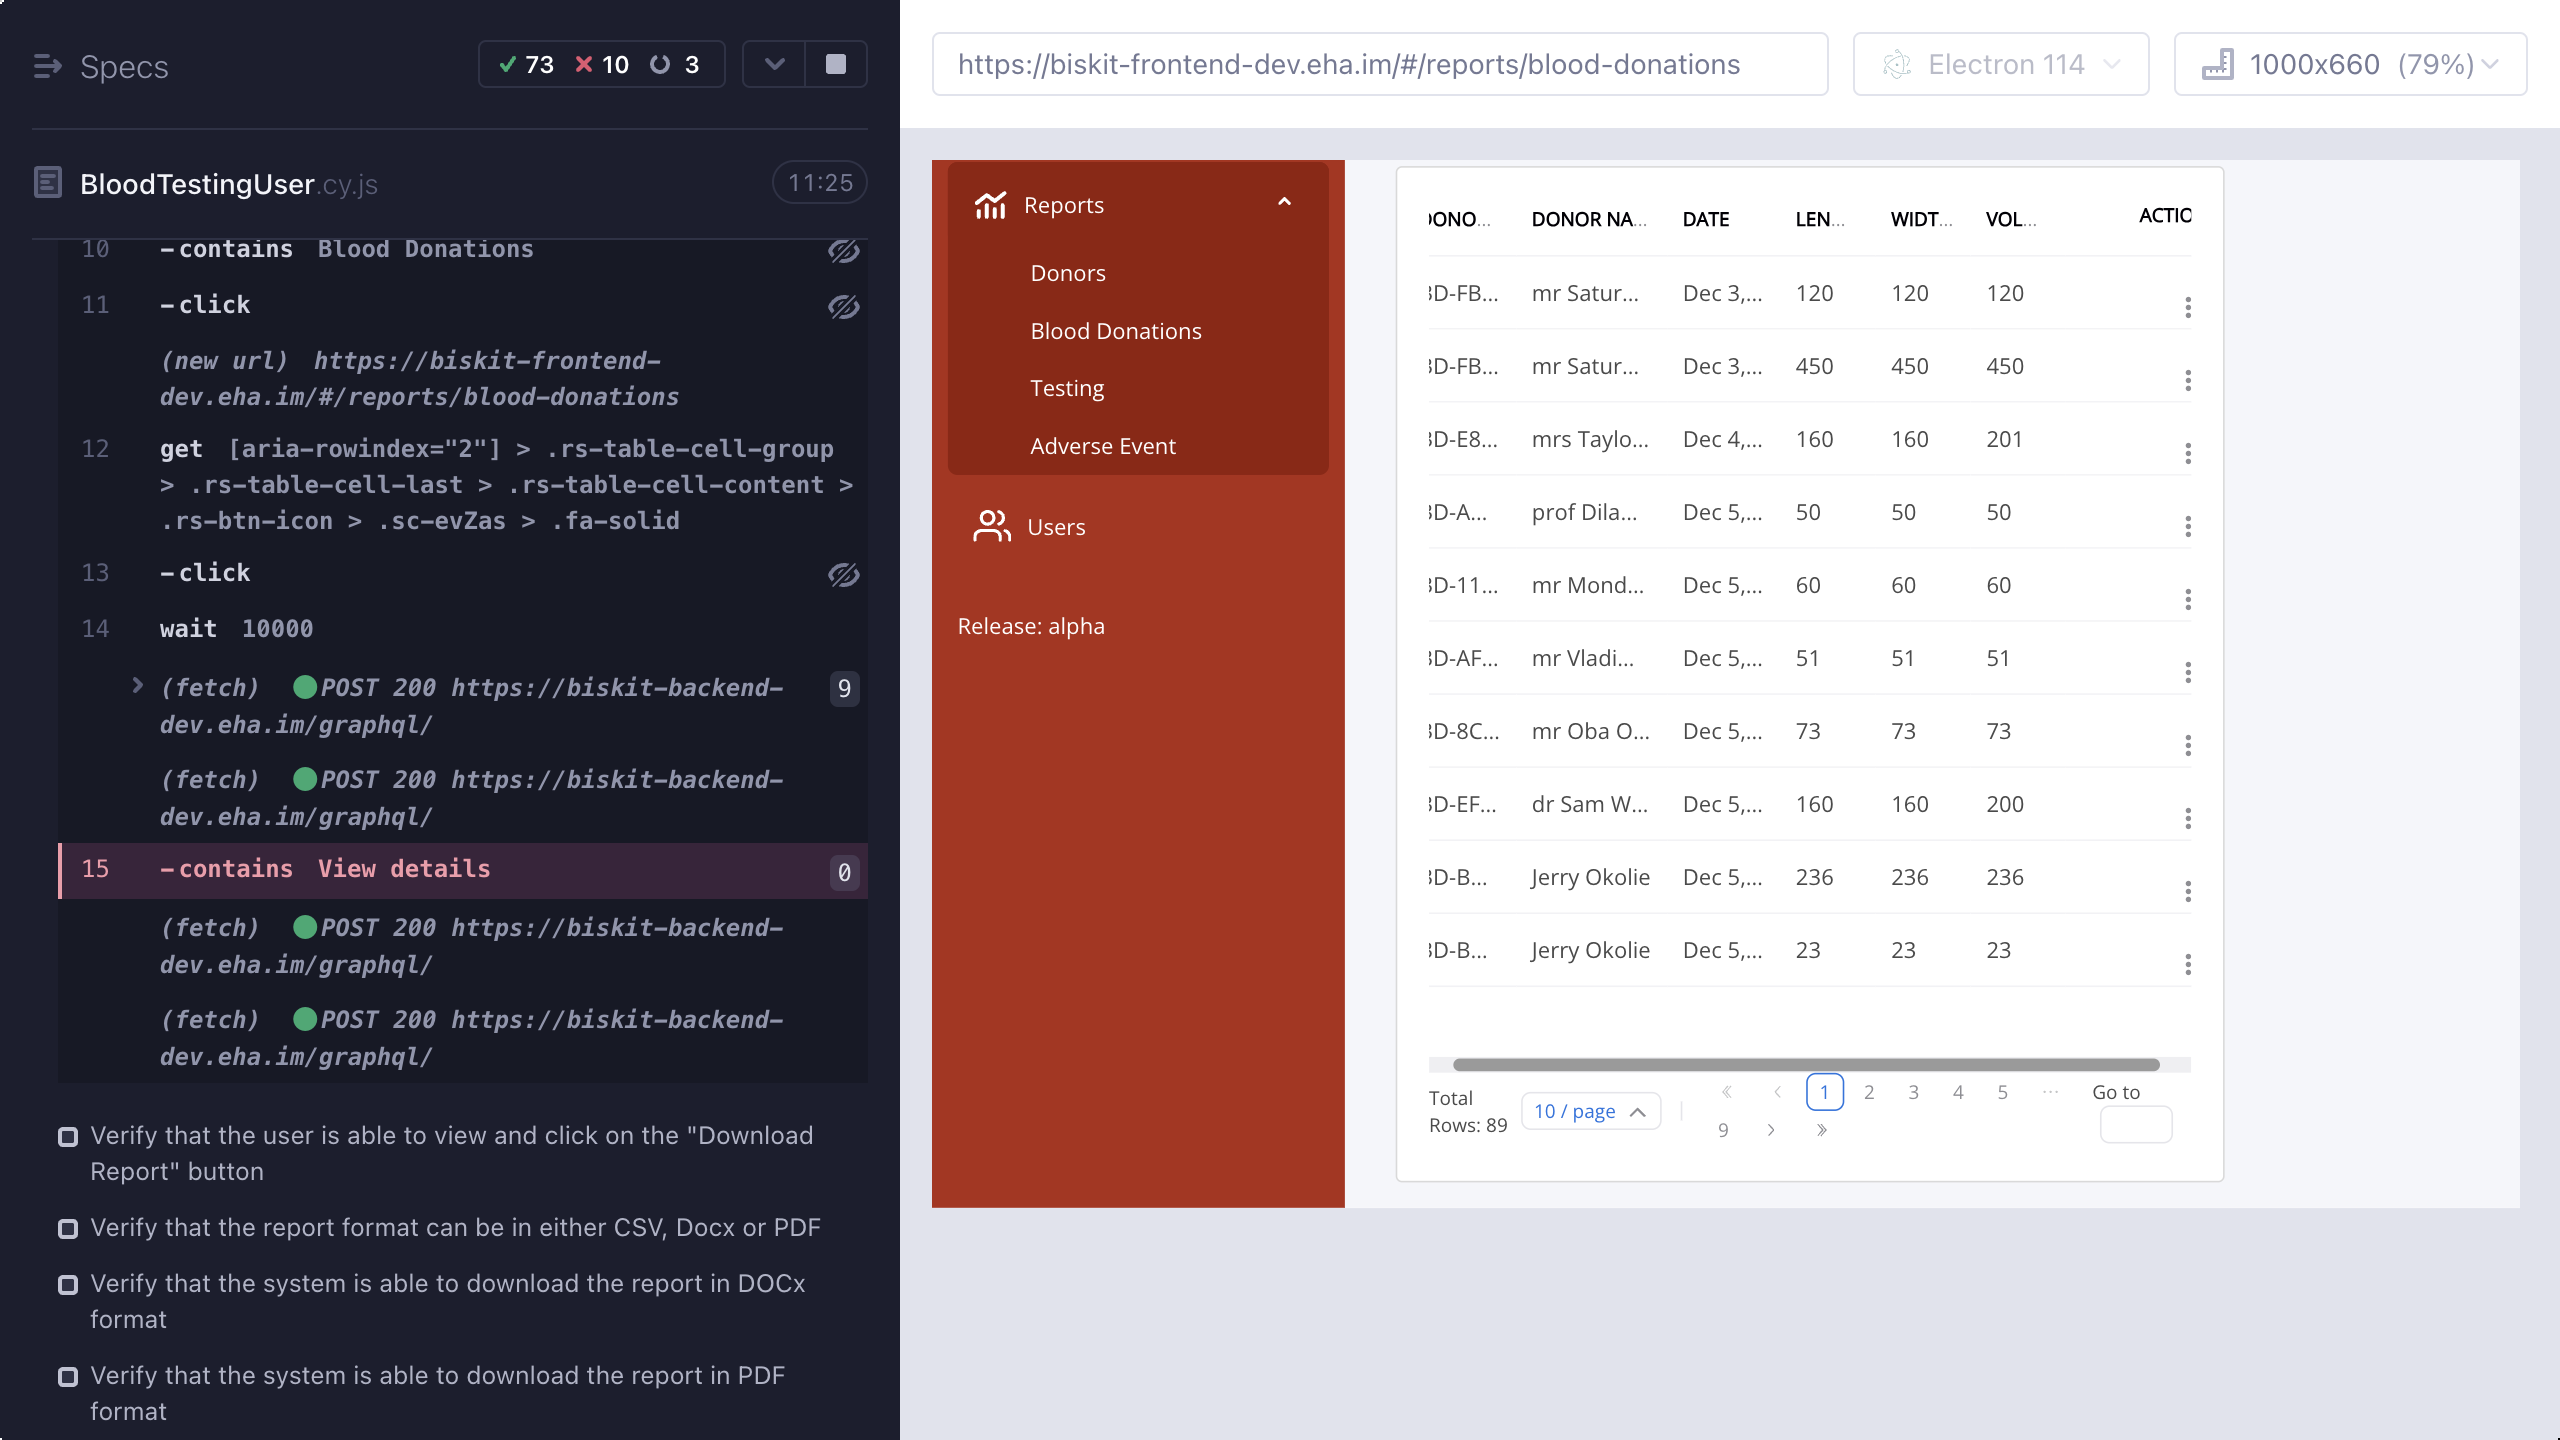 Specs
73 10 3
BloodTestingUser.cy.js 11:25
10 -contains Blood Donations
11 -click
(new url) https://biskit-frontend-
dev.eha.im/#/reports/blood-donations
12 get [aria-rowindex="2"] > .rs-table-cell-group
> .rs-table-cell-last > .rs-table-cell-content >
.rs-btn-icon > .sc-evZas > .fa-solid
13 -click
14 wait 10000
(fetch) POST 200 https://biskit-backend- 9
dev.eha.im/graphql/
(fetch) POST 200 https://biskit-backend-
dev.eha.im/graphql/
15 -contains View details 0
(fetch) POST 200 https://biskit-backend-
dev.eha.im/graphql/
(fetch) POST 200 https://biskit-backend-
dev.eha.im/graphql/
Verify that the user is able to view and click on the "Download
Report" button
Verify that the report format can be in either CSV, Docx or PDF
Verify that the system is able to download the report in DOCx
format
Verify that the system is able to download the report in PDF
format
https://biskit-frontend-dev.eha.im/#/reports/blood-donations
Electron 114
1000x660 (79%)
Reports
Donors
Blood Donations
Testing
Adverse Event
Users
Release: alpha
DONO... DONOR NA... DATE LEN... WIDT... VOL... ACTIO
BD-FB... mr Satur... Dec 3,... 120 120 120
BD-FB... mr Satur... Dec 3,... 450 450 450
BD-E8... mrs Taylo... Dec 4,... 160 160 201
BD-A... prof Dila... Dec 5,... 50 50 50
BD-11... mr Mond... Dec 5,... 60 60 60
BD-AF... mr Vladi... Dec 5,... 51 51 51
BD-8C... mr Oba O... Dec 5,... 73 73 73
BD-EF... dr Sam W... Dec 5,... 160 160 200
BD-B... Jerry Okolie Dec 5,... 236 236 236
BD-B... Jerry Okolie Dec 5,... 23 23 23
Total
Rows: 89
10 / page
« ‹ 1 2 3 4 5 ··· Go to
9 › »